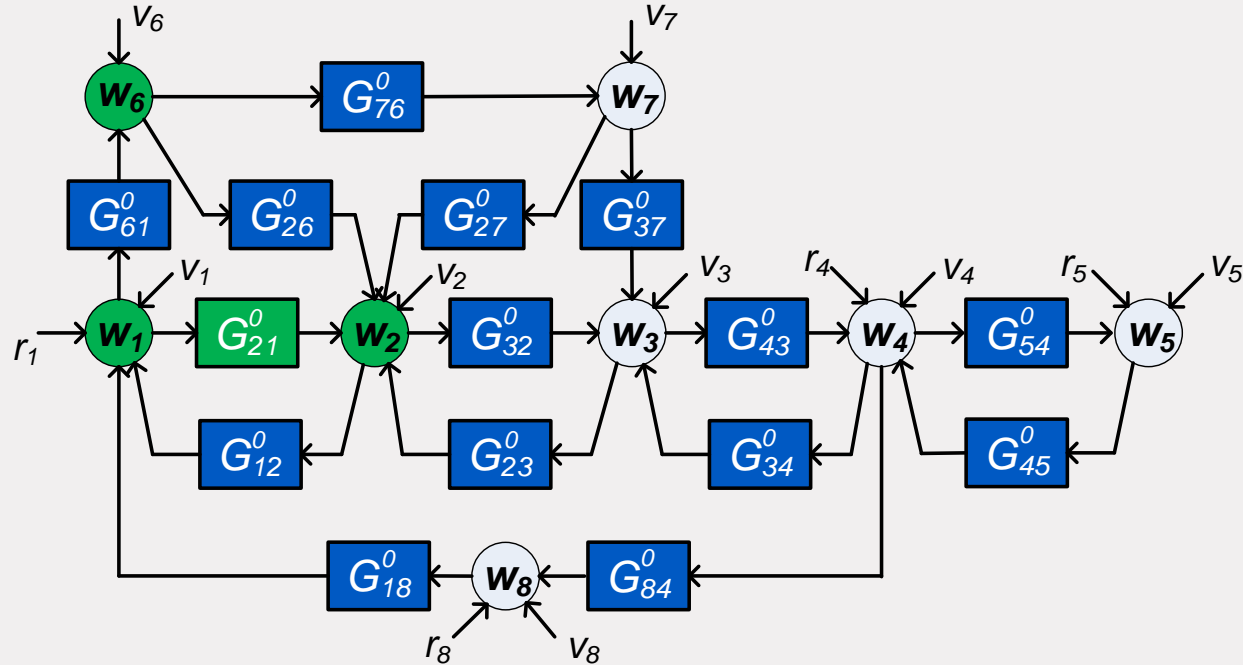 v6 v7
w6 G⁰76 w7
G⁰61 G⁰26 G⁰27 G⁰37
v1 v2 v3 r4 v4 r5 v5
r1 w1 G⁰21 w2 G⁰32 w3 G⁰43 w4 G⁰54 w5
G⁰12 G⁰23 G⁰34 G⁰45
G⁰18 w8 G⁰84
r8 v8